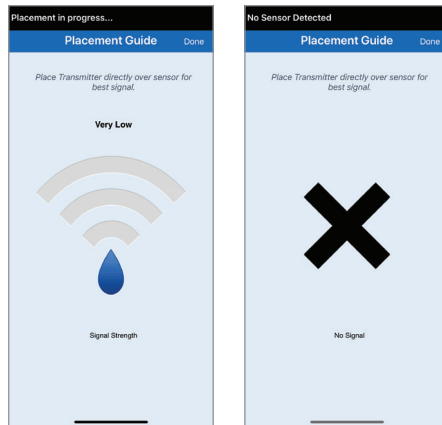 Placement in progress...
Placement Guide
Done
Place Transmitter directly over sensor for
best signal.
Very Low
Signal Strength
No Sensor Detected
Placement Guide
Done
Place Transmitter directly over sensor for
best signal.
No Signal